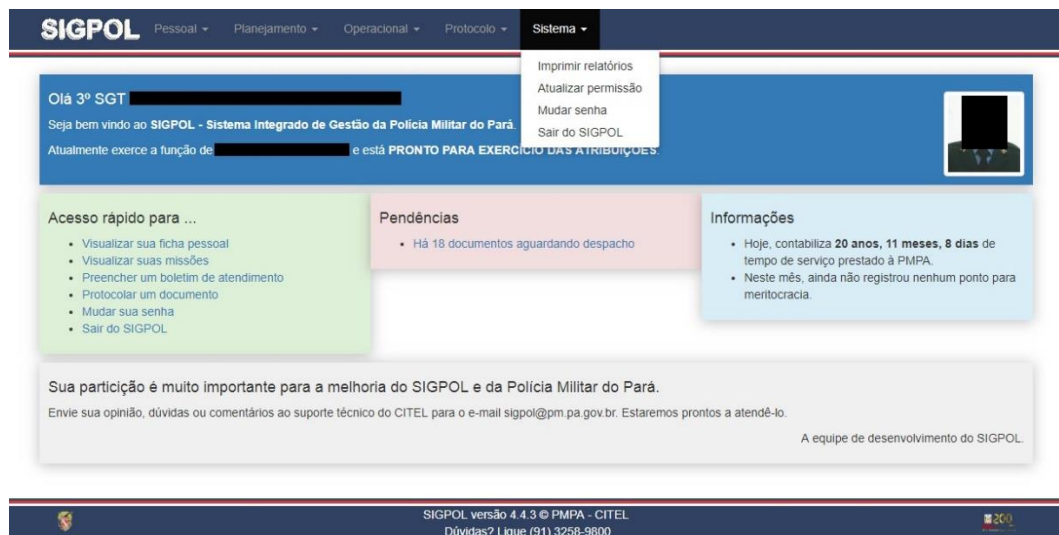 SIGPOL Pessoal Planejamento Operacional Protocolo Sistema
Imprimir relatórios
Atualizar permissão
Mudar senha
Sair do SIGPOL
Olá 3º SGT
Seja bem vindo ao SIGPOL - Sistema Integrado de Gestão da Polícia Militar do Pará.
Atualmente exerce a função de e está PRONTO PARA EXERCÍCIO DAS ATRIBUIÇÕES.
Acesso rápido para ...
• Visualizar sua ficha pessoal
• Visualizar suas missões
• Preencher um boletim de atendimento
• Protocolar um documento
• Mudar sua senha
• Sair do SIGPOL
Pendências
• Há 18 documentos aguardando despacho
Informações
• Hoje, contabiliza 20 anos, 11 meses, 8 dias de
tempo de serviço prestado à PMPA.
• Neste mês, ainda não registrou nenhum ponto para
meritocracia.
Sua particição é muito importante para a melhoria do SIGPOL e da Polícia Militar do Pará.
Envie sua opinião, dúvidas ou comentários ao suporte técnico do CITEL para o e-mail sigpol@pm.pa.gov.br. Estaremos prontos a atendê-lo.
A equipe de desenvolvimento do SIGPOL.
SIGPOL versão 4.4.3 © PMPA - CITEL
Dúvidas? Ligue (91) 3258-9800
200